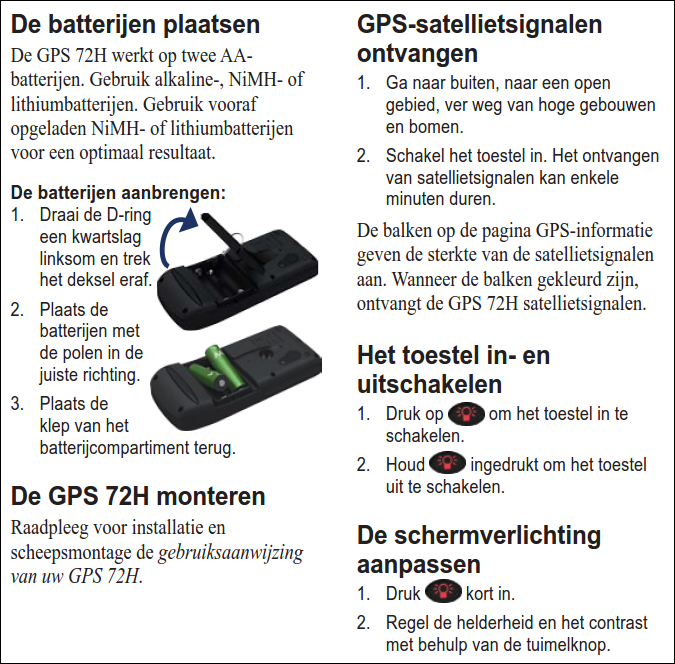 De batterijen plaatsen
De GPS 72H werkt op twee AA-
batterijen. Gebruik alkaline-, NiMH- of
lithiumbatterijen. Gebruik vooraf
opgeladen NiMH- of lithiumbatterijen
voor een optimaal resultaat.
De batterijen aanbrengen:
1. Draai de D-ring
een kwartslag
linksom en trek
het deksel eraf.
2. Plaats de
batterijen met
de polen in de
juiste richting.
3. Plaats de
klep van het
batterijcompartiment terug.
De GPS 72H monteren
Raadpleeg voor installatie en
scheepsmontage de gebruiksaanwijzing
van uw GPS 72H.
GPS-satellietsignalen
ontvangen
1. Ga naar buiten, naar een open
gebied, ver weg van hoge gebouwen
en bomen.
2. Schakel het toestel in. Het ontvangen
van satellietsignalen kan enkele
minuten duren.
De balken op de pagina GPS-informatie
geven de sterkte van de satellietsignalen
aan. Wanneer de balken gekleurd zijn,
ontvangt de GPS 72H satellietsignalen.
Het toestel in- en
uitschakelen
1. Druk op om het toestel in te
schakelen.
2. Houd ingedrukt om het toestel
uit te schakelen.
De schermverlichting
aanpassen
1. Druk kort in.
2. Regel de helderheid en het contrast
met behulp van de tuimelknop.